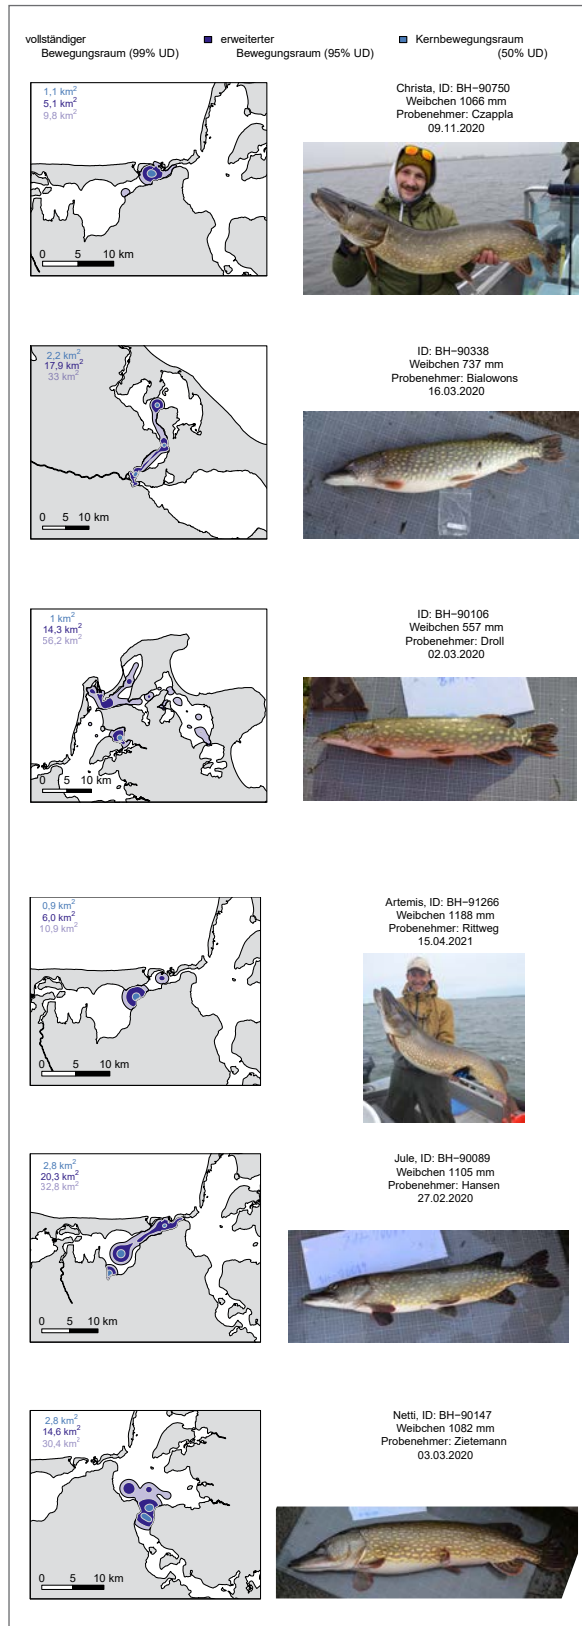 vollständiger
Bewegungsraum (99% UD)
erweiterter
Bewegungsraum (95% UD)
Kernbewegungsraum
(50% UD)
1,1 km²
5,1 km²
9,8 km²
0 5 10 km
Christa, ID: BH−90750
Weibchen 1066 mm
Probenehmer: Czappla
09.11.2020
2,2 km²
17,9 km²
33 km²
0 5 10 km
ID: BH−90338
Weibchen 737 mm
Probenehmer: Bialowons
16.03.2020
1 km²
14,3 km²
56,2 km²
0 5 10 km
ID: BH−90106
Weibchen 557 mm
Probenehmer: Droll
02.03.2020
0,9 km²
6,0 km²
10,9 km²
0 5 10 km
Artemis, ID: BH−91266
Weibchen 1188 mm
Probenehmer: Rittweg
15.04.2021
2,8 km²
20,3 km²
32,8 km²
0 5 10 km
Jule, ID: BH−90089
Weibchen 1105 mm
Probenehmer: Hansen
27.02.2020
2,8 km²
14,6 km²
30,4 km²
0 5 10 km
Netti, ID: BH−90147
Weibchen 1082 mm
Probenehmer: Zietemann
03.03.2020